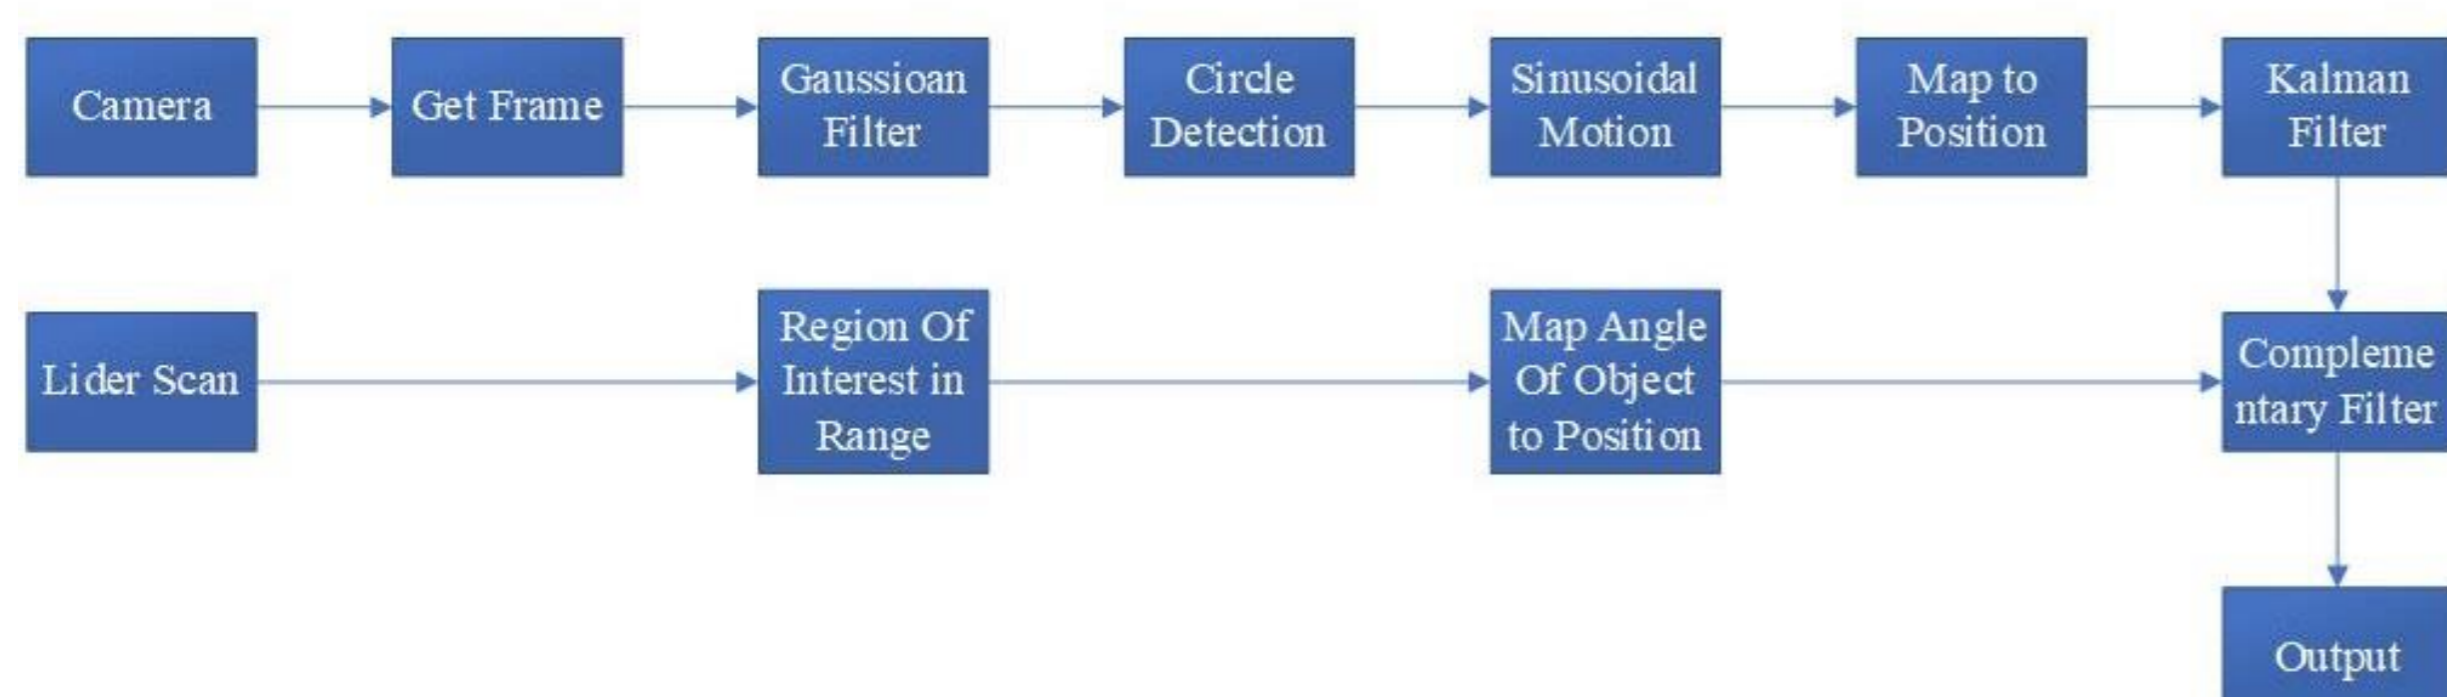 Camera
Get Frame
Gaussioan
Filter
Circle
Detection
Sinusoidal
Motion
Map to
Position
Kalman
Filter
Lider Scan
Region Of
Interest in
Range
Map Angle
Of Object
to Position
Compleme
ntary Filter
Output